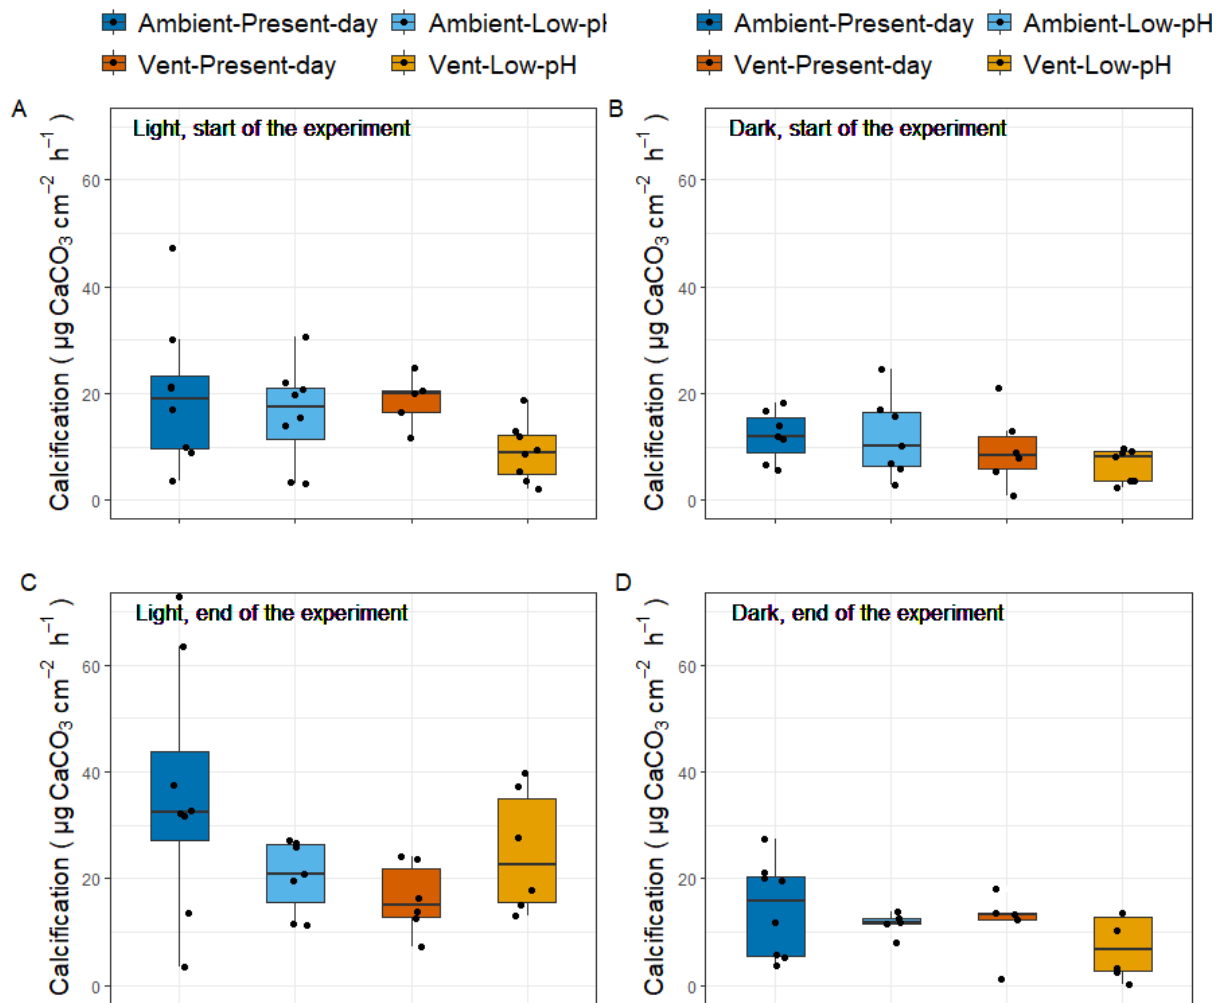 Ambient-Present-day Ambient-Low-pH
Vent-Present-day Vent-Low-pH
Ambient-Present-day Ambient-Low-pH
Vent-Present-day Vent-Low-pH
A
Light, start of the experiment
Calcification ( µg CaCO₃ cm⁻² h⁻¹ )
60
40
20
0
B
Dark, start of the experiment
Calcification ( µg CaCO₃ cm⁻² h⁻¹ )
60
40
20
0
C
Light, end of the experiment
Calcification ( µg CaCO₃ cm⁻² h⁻¹ )
60
40
20
0
D
Dark, end of the experiment
Calcification ( µg CaCO₃ cm⁻² h⁻¹ )
60
40
20
0